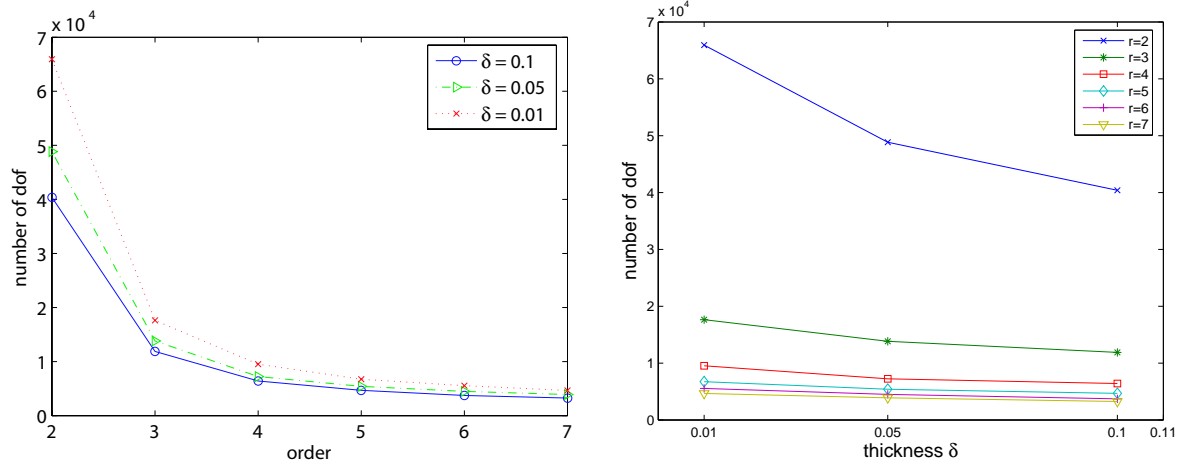 x 10^4
7
6
5
4
3
2
1
0
2 3 4 5 6 7
order
number of dof
δ = 0.1
δ = 0.05
δ = 0.01
x 10^4
7
6
5
4
3
2
1
0
0.01 0.05 0.1 0.11
thickness δ
number of dof
r=2
r=3
r=4
r=5
r=6
r=7